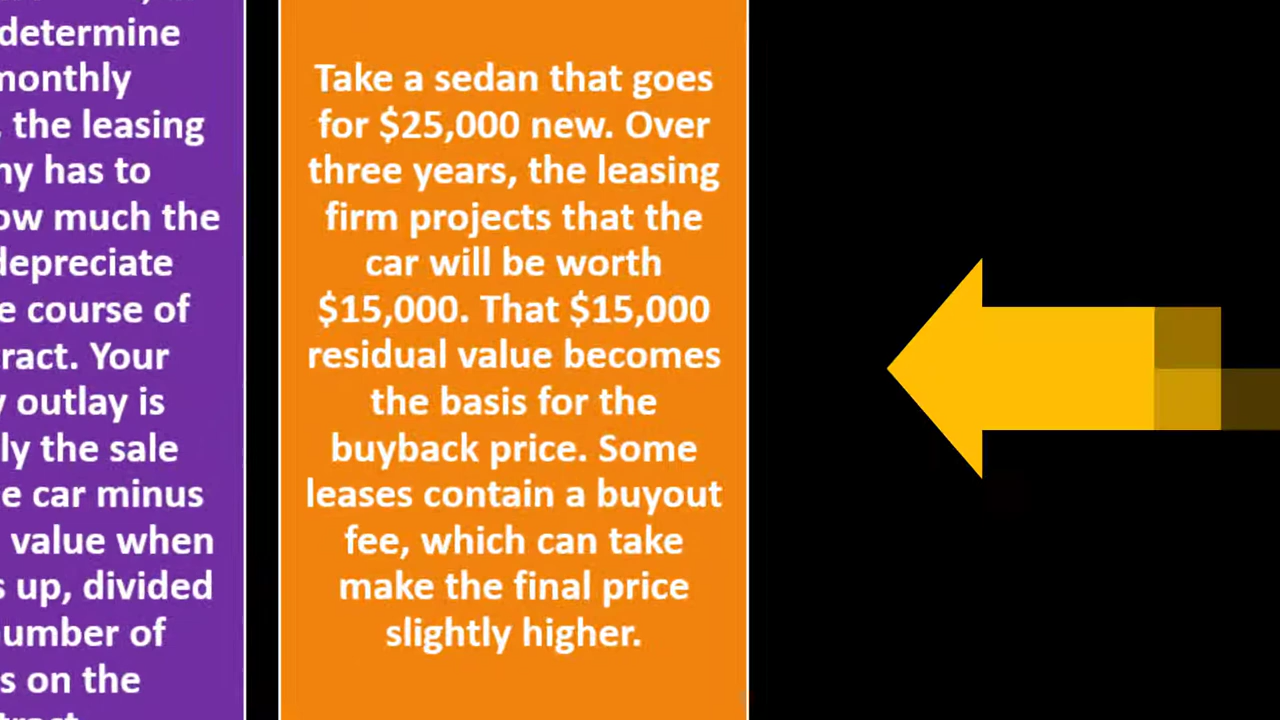 determine
monthly
, the leasing
has to
much the
depreciate
course of
Your
outlay is
the sale
car minus
value when
up, divided
of
on the
Take a sedan that goes
for $25,000 new. Over
three years, the leasing
firm projects that the
car will be worth
$15,000. That $15,000
residual value becomes
the basis for the
buyback price. Some
leases contain a buyout
fee, which can take
make the final price
slightly higher.